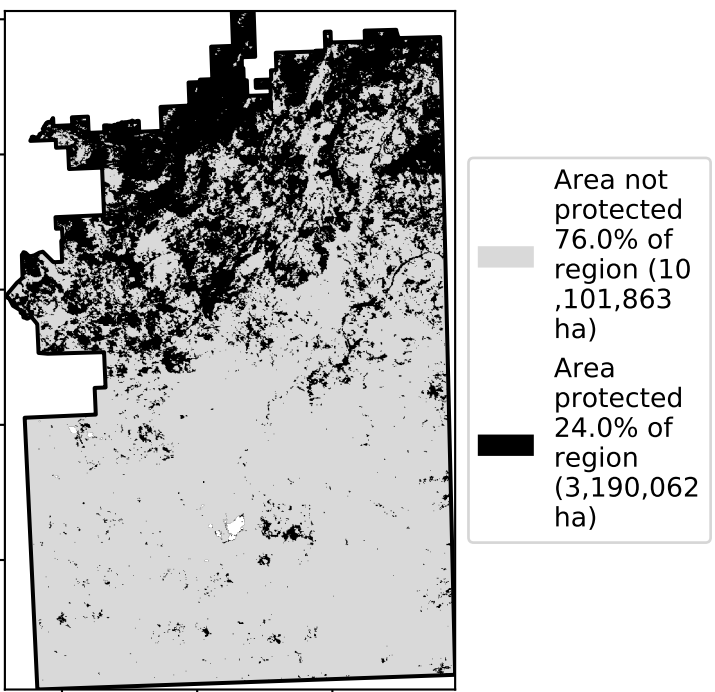 Area not
protected
76.0% of
region (10
,101,863
ha)
Area
protected
24.0% of
region
(3,190,062
ha)